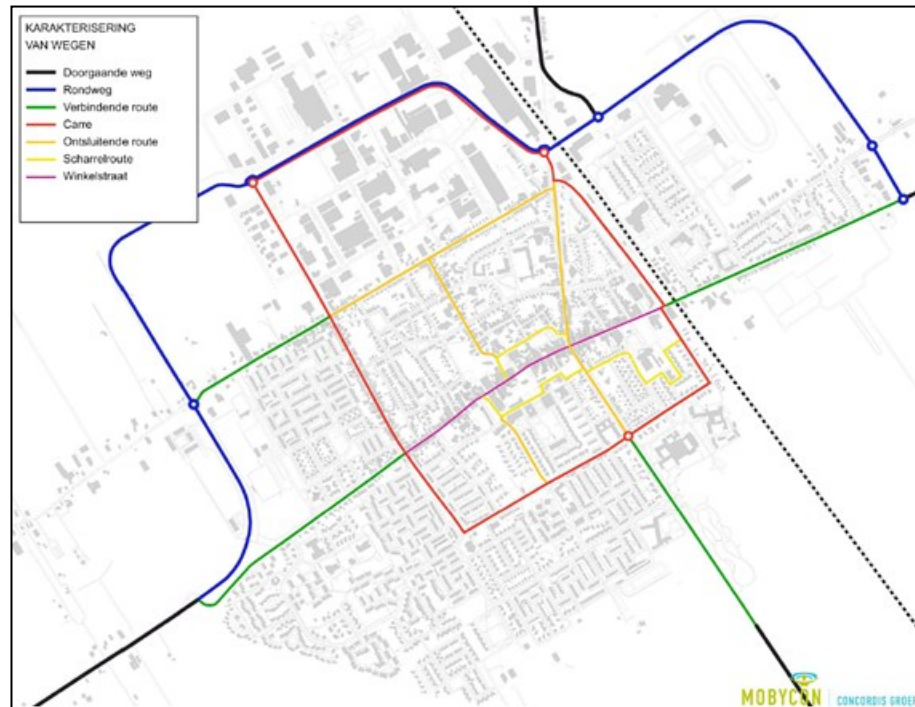 KARAKTERISERING
VAN WEGEN
Doorgaande weg
Rondweg
Verbindende route
Carre
Ontsluitende route
Scharrelroute
Winkelstraat
MOBYCON
CONCORDIS GROEP